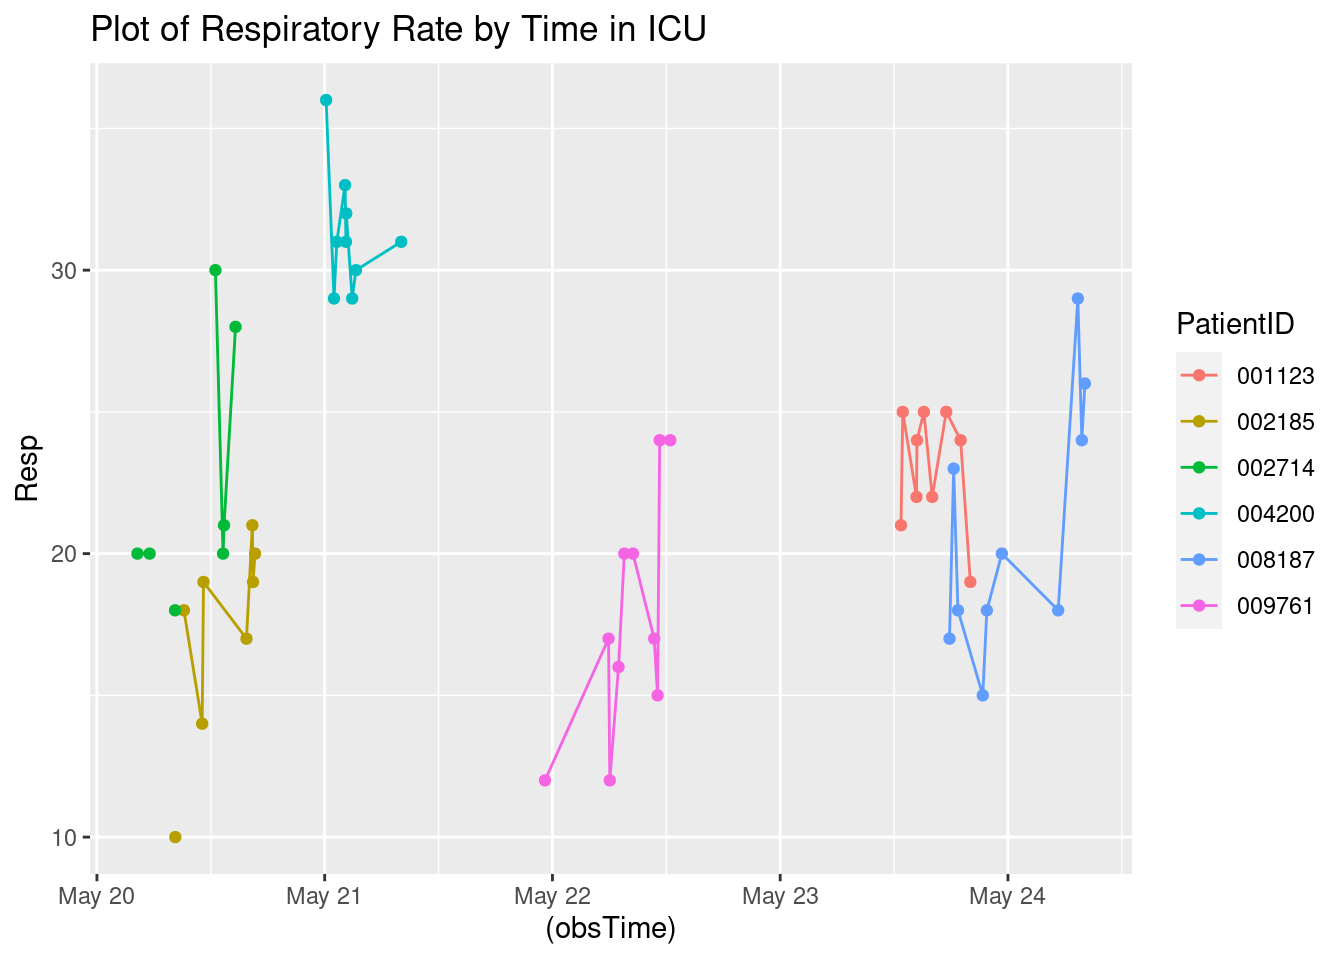 Plot of Respiratory Rate by Time in ICU
Resp
30
20
10
May 20
May 21
May 22
May 23
May 24
(obsTime)
PatientID
001123
002185
002714
004200
008187
009761